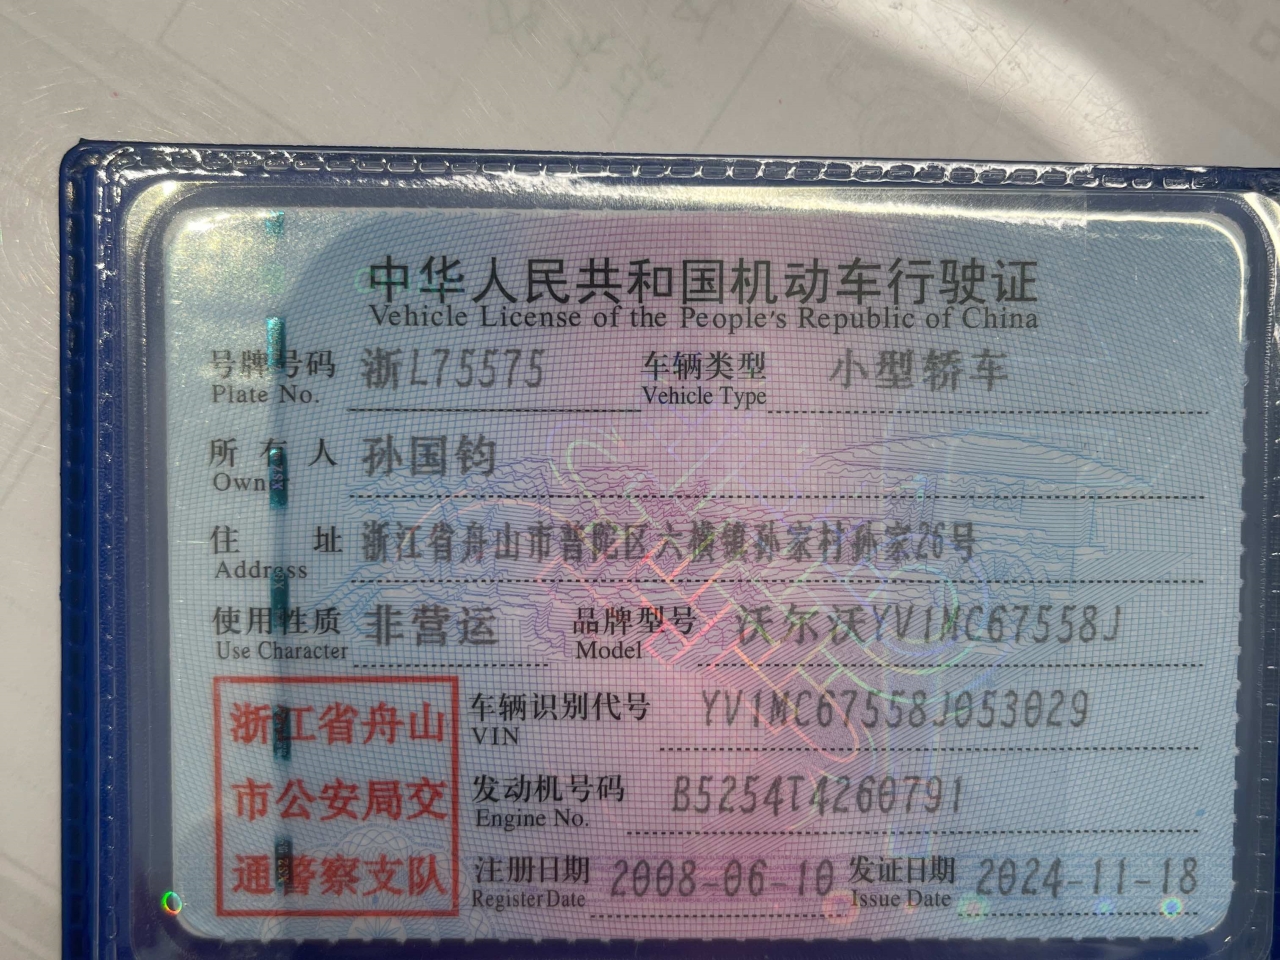 中华人民共和国机动车行驶证
Vehicle License of the People's Republic of China
号牌号码 浙L75575 车辆类型 小型轿车
Plate No. Vehicle Type
所有人 孙国钧
Owner
住址 浙江省舟山市普陀区六横镇孙家村孙家26号
Address
使用性质 非营运 品牌型号 沃尔沃YV1MC67558J
Use Character Model
浙江省舟山
市公安局交
通警察支队
车辆识别代号 YV1MC67558J053029
VIN
发动机号码 B5254T4260791
Engine No.
注册日期 2008-06-10 发证日期 2024-11-18
Register Date Issue Date